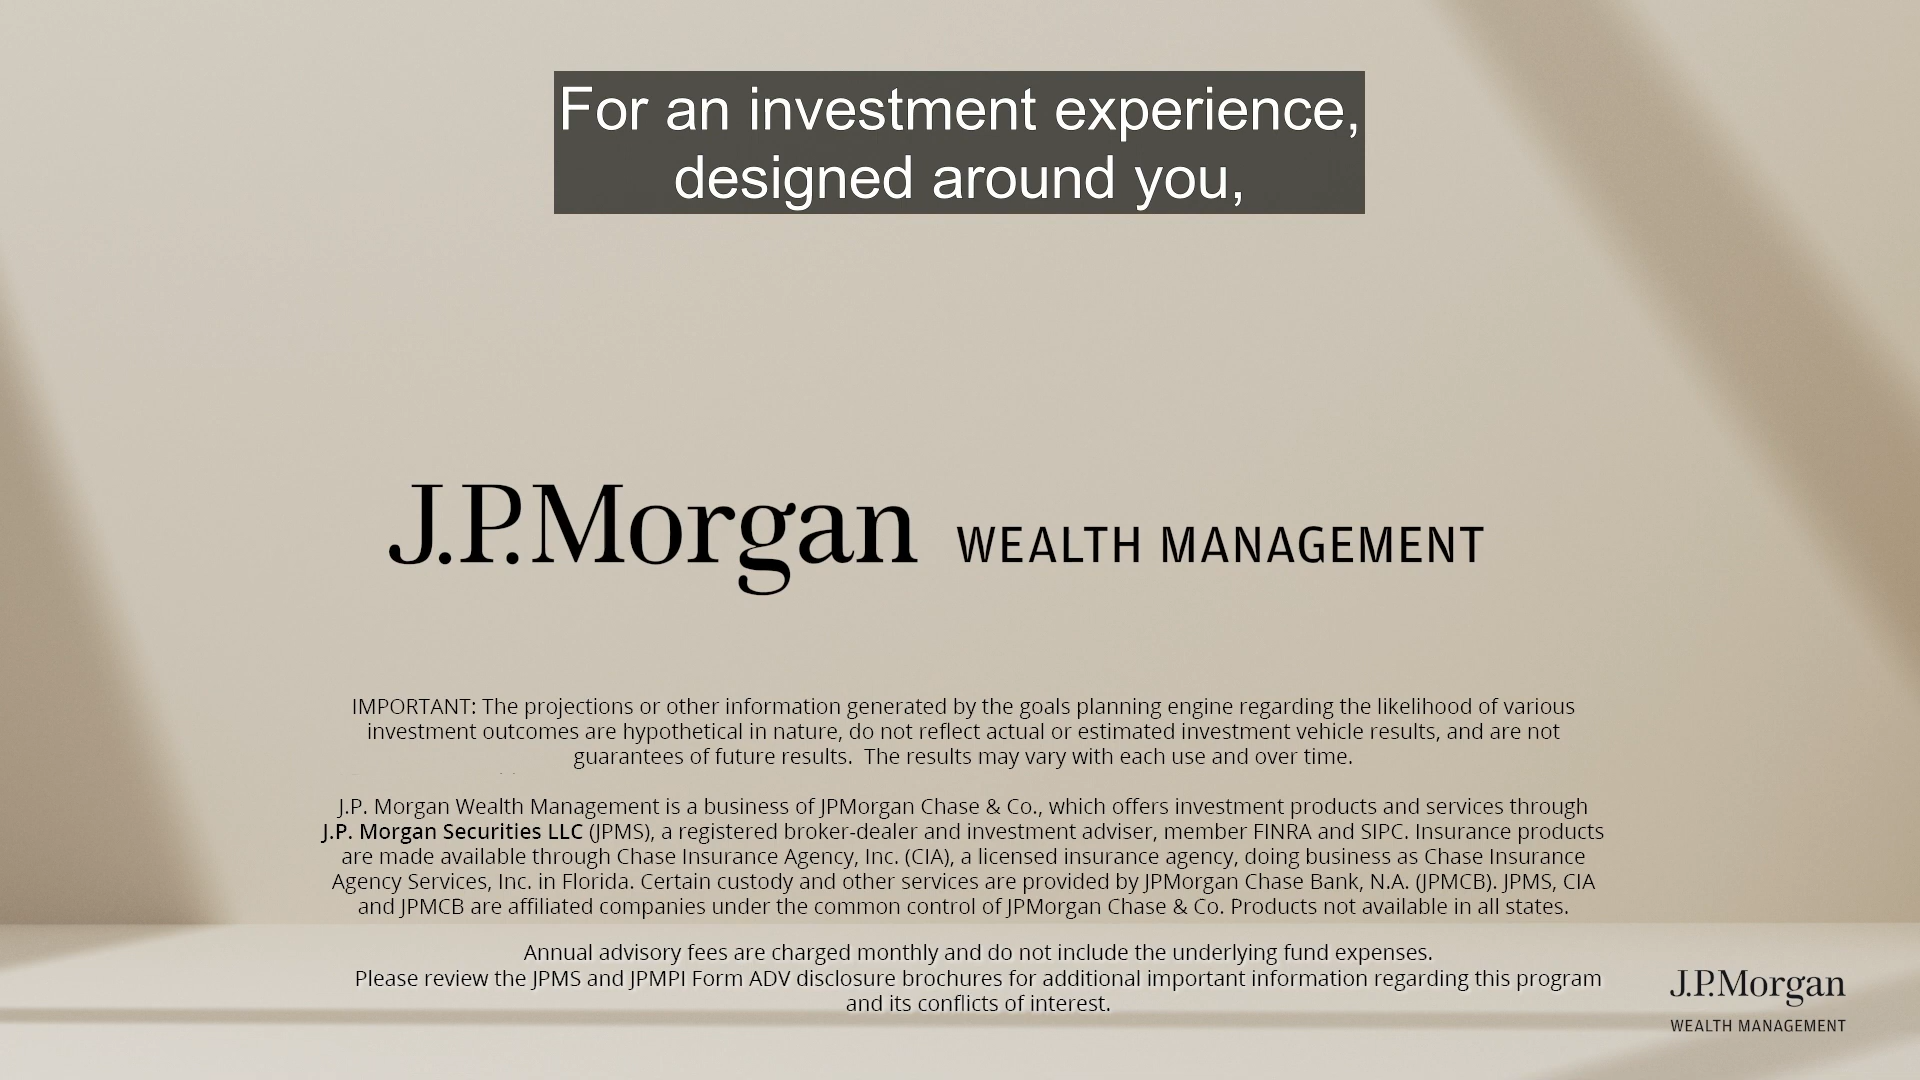 For an investment experience,
designed around you,
J.P.Morgan WEALTH MANAGEMENT
IMPORTANT: The projections or other information generated by the goals planning engine regarding the likelihood of various
investment outcomes are hypothetical in nature, do not reflect actual or estimated investment vehicle results, and are not
guarantees of future results.  The results may vary with each use and over time.
J.P. Morgan Wealth Management is a business of JPMorgan Chase & Co., which offers investment products and services through
J.P. Morgan Securities LLC (JPMS), a registered broker-dealer and investment adviser, member FINRA and SIPC. Insurance products
are made available through Chase Insurance Agency, Inc. (CIA), a licensed insurance agency, doing business as Chase Insurance
Agency Services, Inc. in Florida. Certain custody and other services are provided by JPMorgan Chase Bank, N.A. (JPMCB). JPMS, CIA
and JPMCB are affiliated companies under the common control of JPMorgan Chase & Co. Products not available in all states.
Annual advisory fees are charged monthly and do not include the underlying fund expenses.
Please review the JPMS and JPMPI Form ADV disclosure brochures for additional important information regarding this program
and its conflicts of interest.
J.P.Morgan
WEALTH MANAGEMENT